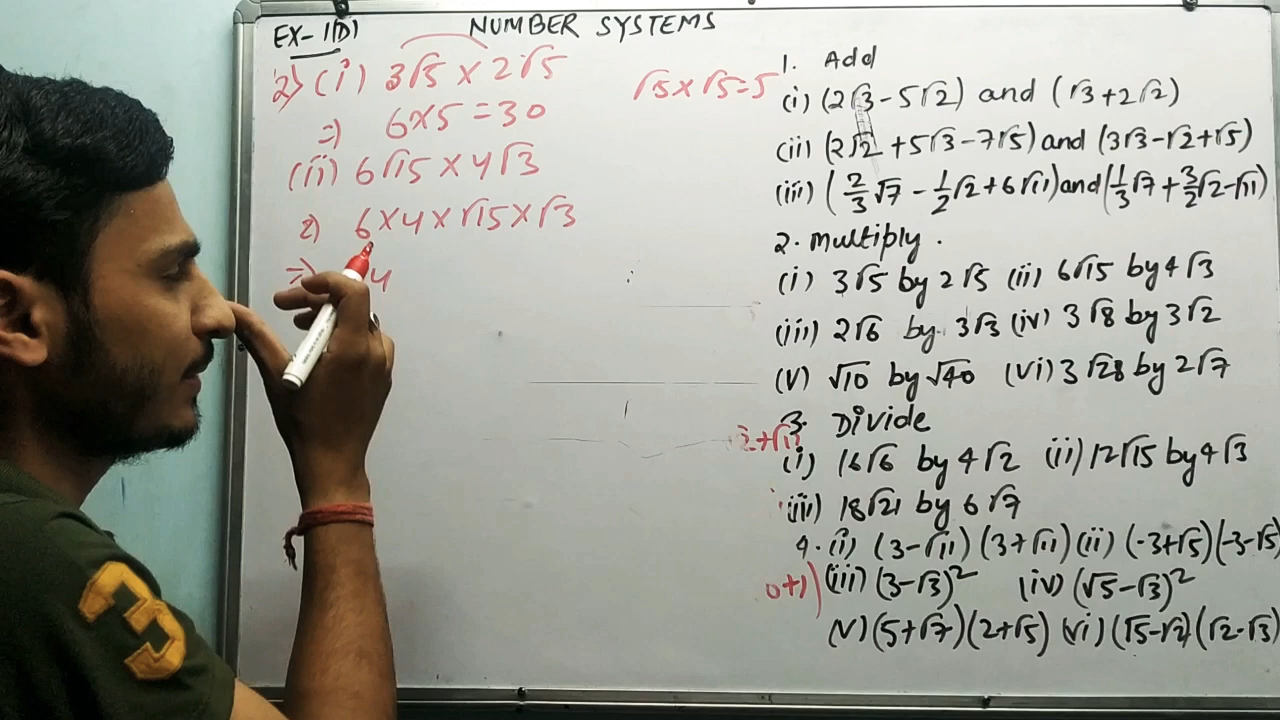 EX-1(D) NUMBER SYSTEMS
2) (i) 3√5 × 2√5
⇒ 6×5 = 30
√5×√5=5
(ii) 6√15 × 4√3
⇒ 6×4×√15×√3
⇒ 4
1. Add
(i) (2√3-5√2) and (√3+2√2)
(ii) (2√2+5√3-7√5) and (3√3-√2+√5)
(iii) (2/3√7 - 1/2√2+6√11) and (1/3√7+3/2√2-√11)
2. Multiply.
(i) 3√5 by 2√5 (ii) 6√15 by 4√3
(iii) 2√6 by 3√3 (iv) 3√8 by 3√2
(v) √10 by √40 (vi) 3√28 by 2√7
3. Divide
(i) 16√6 by 4√2 (ii) 12√15 by 4√3
(iii) 18√21 by 6√7
4. (i) (3-√11)(3+√11) (ii) (-3+√5)(-3-√5)
0+1) (iii) (3-√3)² (iv) (√5-√3)²
(v) (5+√7)(2+√5) (vi) (√5-√2)(√2-√3)
3